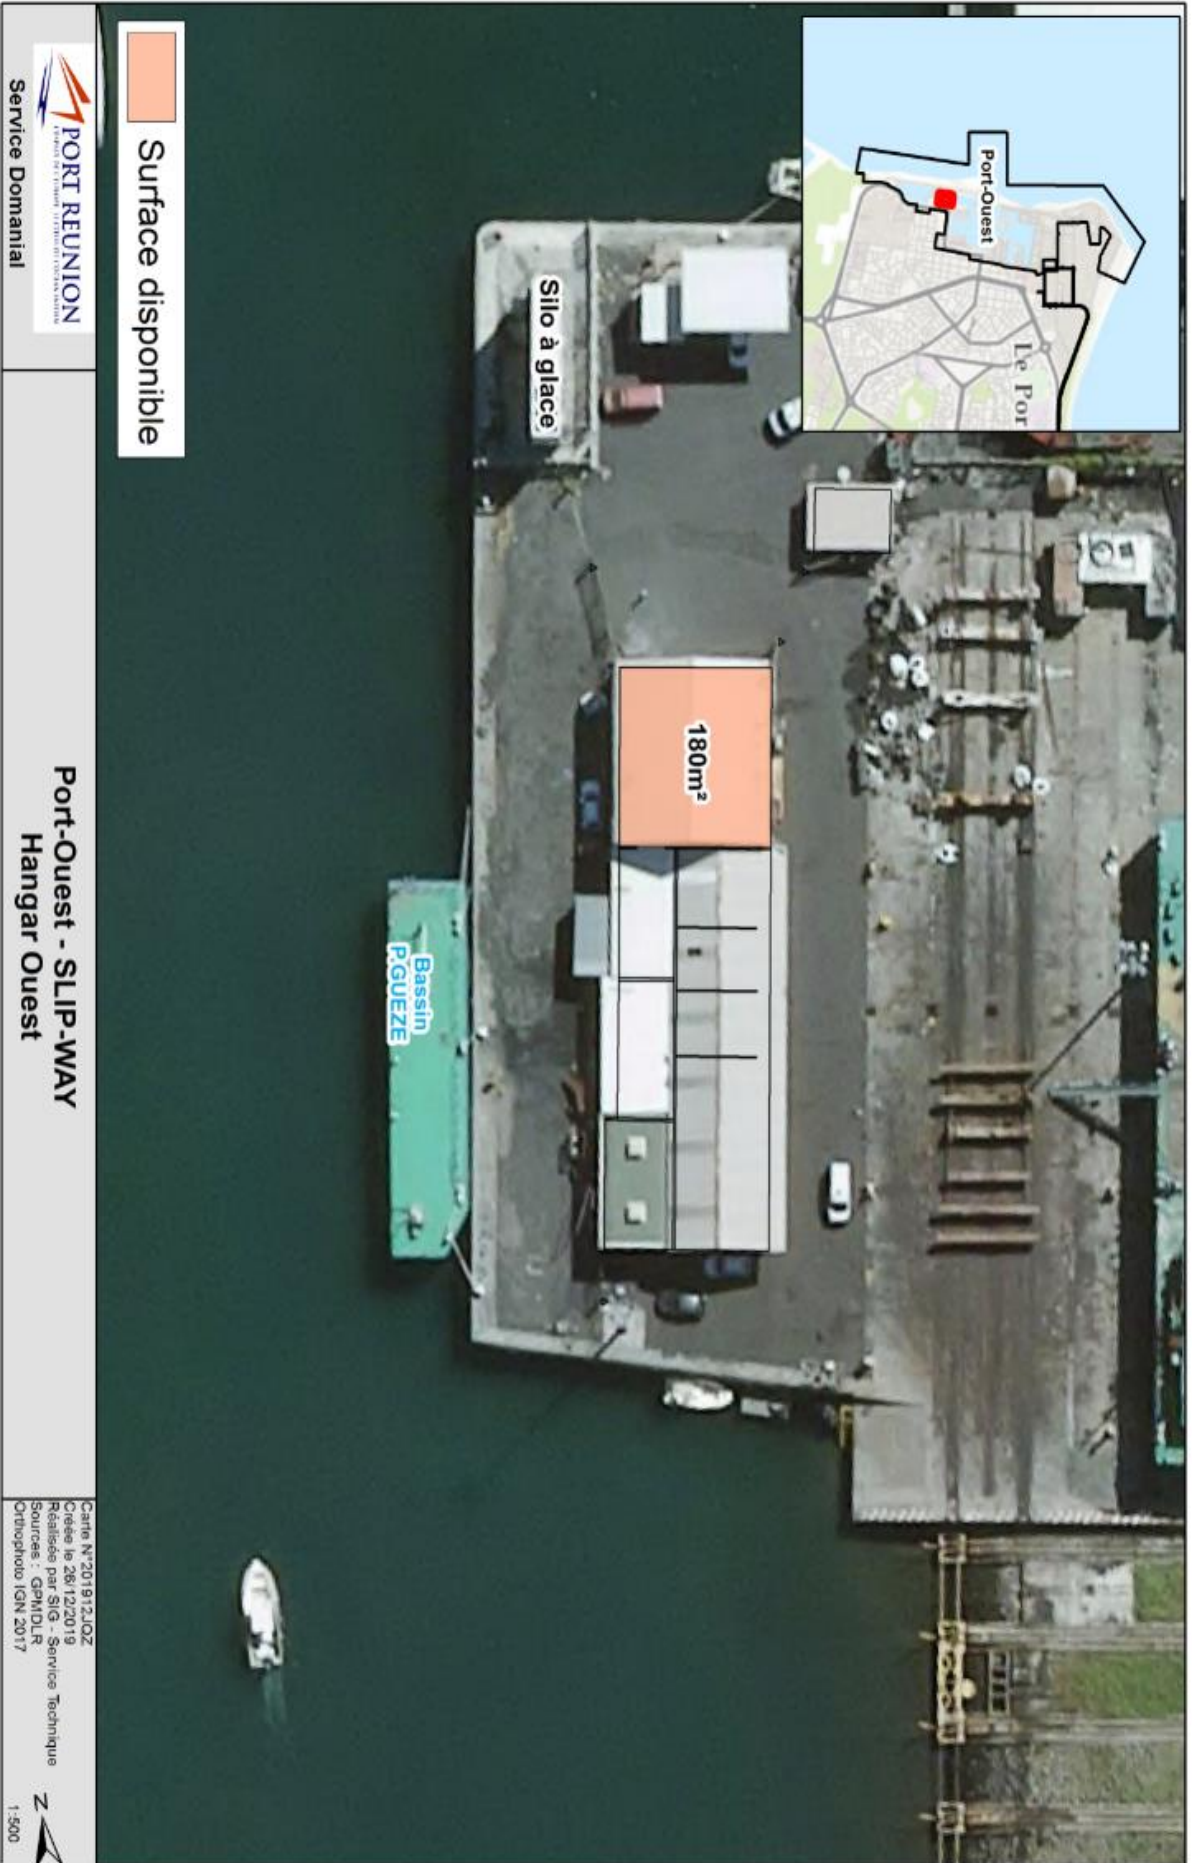 Port-Ouest
Le Por
Silo à glace
180m²
Bassin
P.GUEZE
Surface disponible
PORT REUNION
Service Domanial
Port-Ouest - SLIP-WAY
Hangar Ouest
Carte N°201912JQZ
Créée le 26/12/2019
Réalisée par SIG - Service Technique
Sources : GPMDLR
Orthophoto IGN 2017
N
1:500